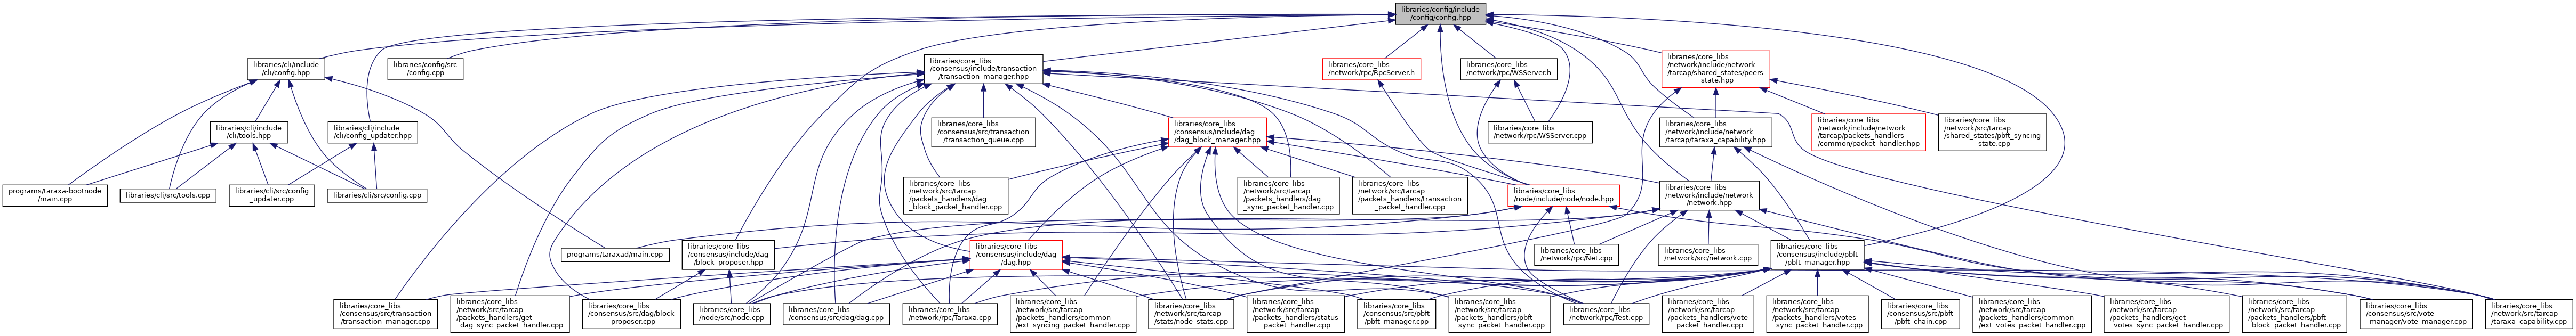 libraries/config/include
/config/config.hpp
libraries/cli/include
/cli/config.hpp
libraries/config/src
/config.cpp
libraries/core_libs
/consensus/include/transaction
/transaction_manager.hpp
libraries/core_libs
/network/rpc/RpcServer.h
libraries/core_libs
/network/rpc/WSServer.h
libraries/core_libs
/network/include/network
/tarcap/shared_states/peers
_state.hpp
libraries/cli/include
/cli/tools.hpp
libraries/cli/include
/cli/config_updater.hpp
libraries/core_libs
/consensus/src/transaction
/transaction_queue.cpp
libraries/core_libs
/consensus/include/dag
/dag_block_manager.hpp
libraries/core_libs
/network/rpc/WSServer.cpp
libraries/core_libs
/network/include/network
/tarcap/taraxa_capability.hpp
libraries/core_libs
/network/include/network
/tarcap/packets_handlers
/common/packet_handler.hpp
libraries/core_libs
/network/src/tarcap
/shared_states/pbft_syncing
_state.cpp
programs/taraxa-bootnode
/main.cpp
libraries/cli/src/tools.cpp
libraries/cli/src/config
_updater.cpp
libraries/cli/src/config.cpp
libraries/core_libs
/network/src/tarcap
/packets_handlers/dag
_block_packet_handler.cpp
libraries/core_libs
/network/src/tarcap
/packets_handlers/dag
_sync_packet_handler.cpp
libraries/core_libs
/network/src/tarcap
/packets_handlers/transaction
_packet_handler.cpp
libraries/core_libs
/node/include/node/node.hpp
libraries/core_libs
/network/include/network
/network.hpp
programs/taraxad/main.cpp
libraries/core_libs
/consensus/include/dag
/block_proposer.hpp
libraries/core_libs
/consensus/include/dag
/dag.hpp
libraries/core_libs
/network/rpc/Net.cpp
libraries/core_libs
/network/src/network.cpp
libraries/core_libs
/consensus/include/pbft
/pbft_manager.hpp
libraries/core_libs
/consensus/src/transaction
/transaction_manager.cpp
libraries/core_libs
/network/src/tarcap
/packets_handlers/get
_dag_sync_packet_handler.cpp
libraries/core_libs
/consensus/src/dag/block
_proposer.cpp
libraries/core_libs
/node/src/node.cpp
libraries/core_libs
/consensus/src/dag/dag.cpp
libraries/core_libs
/network/rpc/Taraxa.cpp
libraries/core_libs
/network/src/tarcap
/packets_handlers/common
/ext_syncing_packet_handler.cpp
libraries/core_libs
/network/src/tarcap
/stats/node_stats.cpp
libraries/core_libs
/network/src/tarcap
/packets_handlers/status
_packet_handler.cpp
libraries/core_libs
/consensus/src/pbft
/pbft_manager.cpp
libraries/core_libs
/network/src/tarcap
/packets_handlers/pbft
_sync_packet_handler.cpp
libraries/core_libs
/network/rpc/Test.cpp
libraries/core_libs
/network/src/tarcap
/packets_handlers/vote
_packet_handler.cpp
libraries/core_libs
/network/src/tarcap
/packets_handlers/votes
_sync_packet_handler.cpp
libraries/core_libs
/consensus/src/pbft
/pbft_chain.cpp
libraries/core_libs
/network/src/tarcap
/packets_handlers/common
/ext_votes_packet_handler.cpp
libraries/core_libs
/network/src/tarcap
/packets_handlers/get
_votes_sync_packet_handler.cpp
libraries/core_libs
/network/src/tarcap
/packets_handlers/pbft
_block_packet_handler.cpp
libraries/core_libs
/consensus/src/vote
_manager/vote_manager.cpp
libraries/core_libs
/network/src/tarcap
/taraxa_capability.cpp